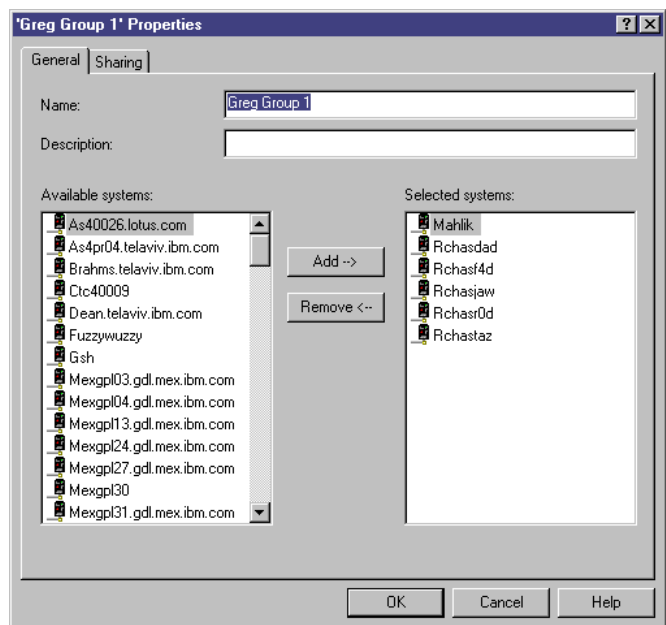 'Greg Group 1' Properties
General
Sharing
Name:
Greg Group 1
Description:
Available systems:
As40026.lotus.com
As4pr04.telaviv.ibm.com
Brahms.telaviv.ibm.com
Ctc40009
Dean.telaviv.ibm.com
Fuzzywuzzy
Gsh
Mexgpl03.gdl.mex.ibm.com
Mexgpl04.gdl.mex.ibm.com
Mexgpl13.gdl.mex.ibm.com
Mexgpl24.gdl.mex.ibm.com
Mexgpl27.gdl.mex.ibm.com
Mexgpl30
Mexgpl31.gdl.mex.ibm.com
Add -->
Remove <--
Selected systems:
Mahlik
Rchasdad
Rchasf4d
Rchasjaw
Rchasr0d
Rchastaz
OK
Cancel
Help